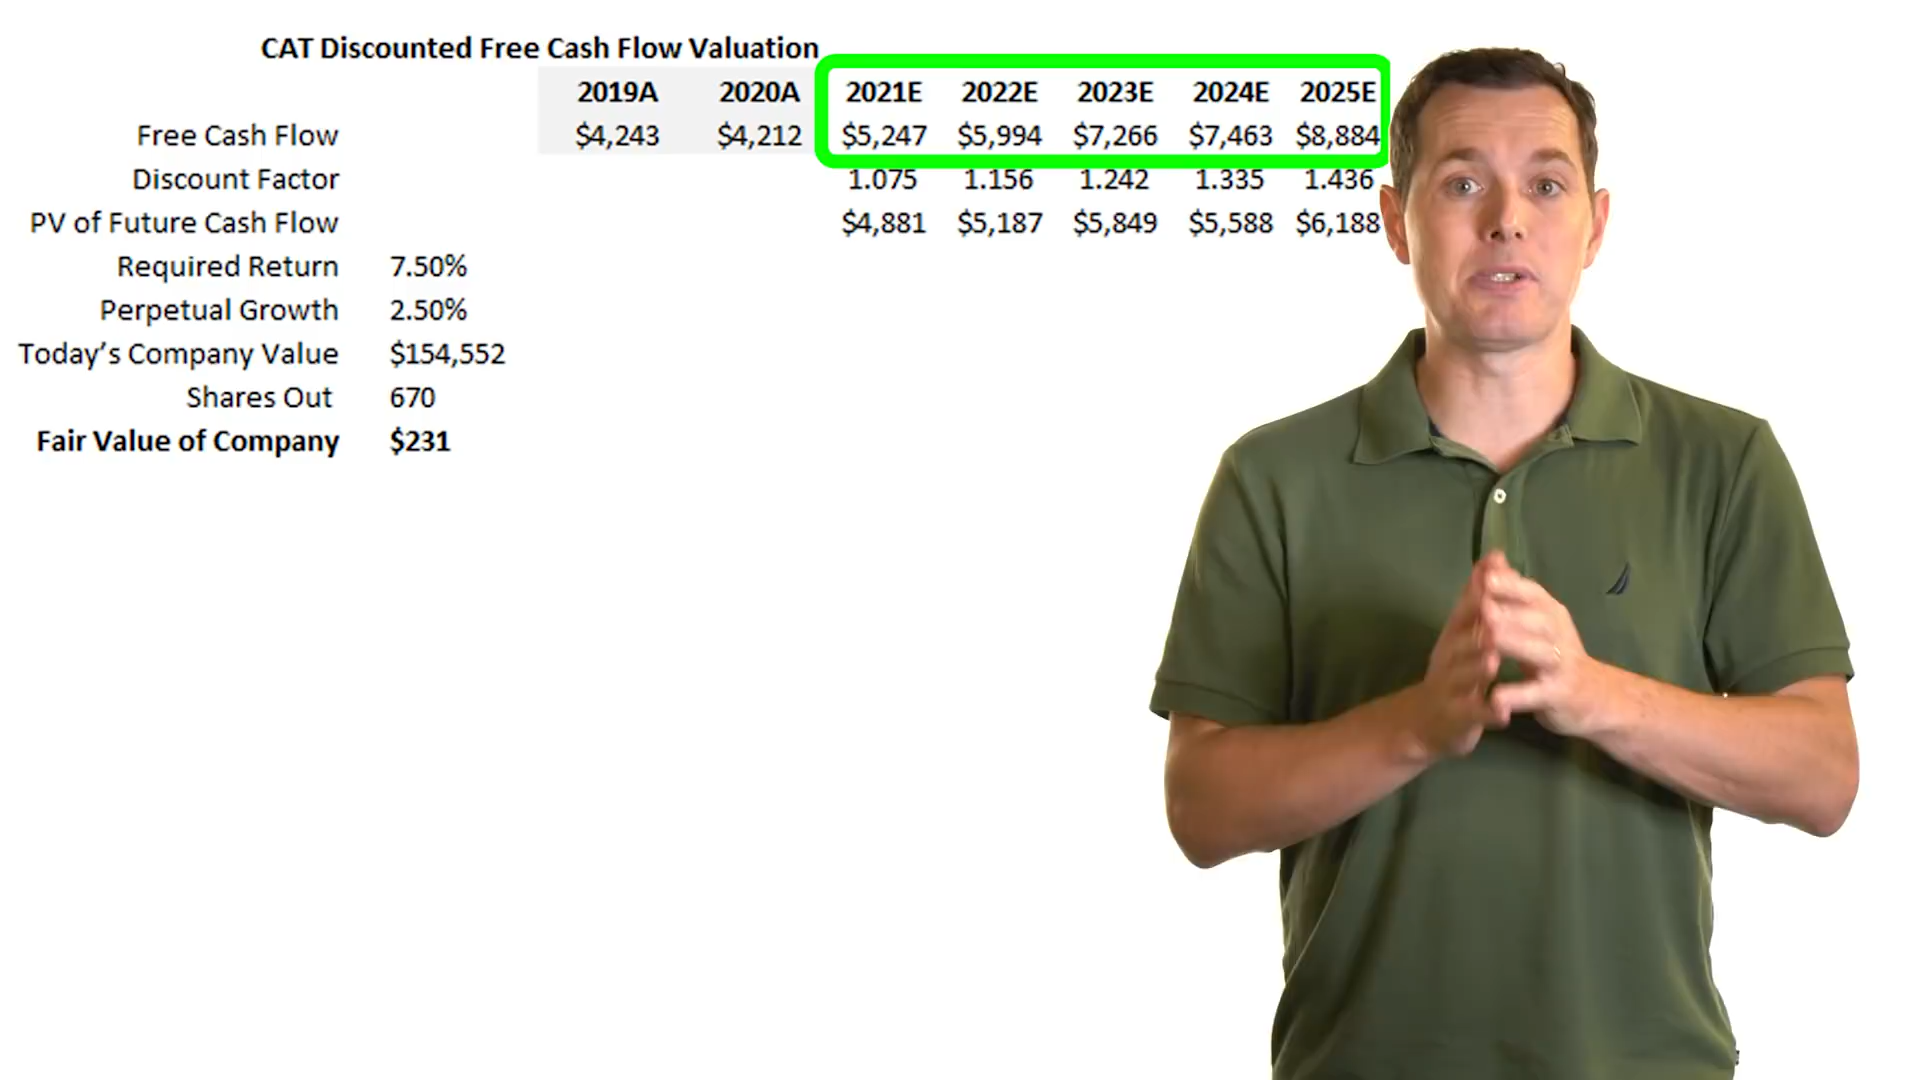 CAT Discounted Free Cash Flow Valuation
2019A 2020A 2021E 2022E 2023E 2024E 2025E
Free Cash Flow $4,243 $4,212 $5,247 $5,994 $7,266 $7,463 $8,884
Discount Factor 1.075 1.156 1.242 1.335 1.436
PV of Future Cash Flow $4,881 $5,187 $5,849 $5,588 $6,188
Required Return 7.50%
Perpetual Growth 2.50%
Today’s Company Value $154,552
Shares Out 670
Fair Value of Company $231